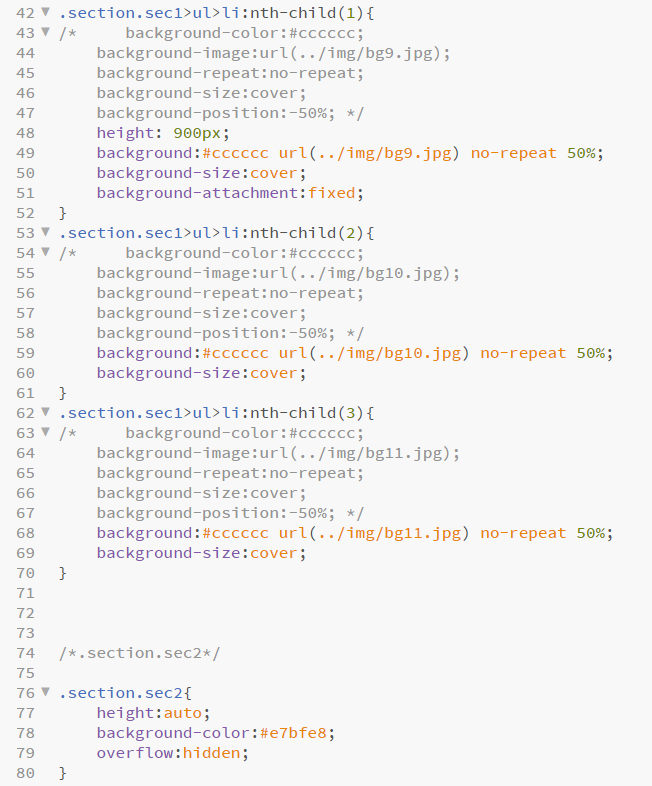 42 ▼ .section.sec1>ul>li:nth-child(1){
43 ▼ /*     background-color:#cccccc;
44     background-image:url(../img/bg9.jpg);
45     background-repeat:no-repeat;
46     background-size:cover;
47     background-position:-50%; */
48     height: 900px;
49     background:#cccccc url(../img/bg9.jpg) no-repeat 50%;
50     background-size:cover;
51     background-attachment:fixed;
52 }
53 ▼ .section.sec1>ul>li:nth-child(2){
54 ▼ /*     background-color:#cccccc;
55     background-image:url(../img/bg10.jpg);
56     background-repeat:no-repeat;
57     background-size:cover;
58     background-position:-50%; */
59     background:#cccccc url(../img/bg10.jpg) no-repeat 50%;
60     background-size:cover;
61 }
62 ▼ .section.sec1>ul>li:nth-child(3){
63 ▼ /*     background-color:#cccccc;
64     background-image:url(../img/bg11.jpg);
65     background-repeat:no-repeat;
66     background-size:cover;
67     background-position:-50%; */
68     background:#cccccc url(../img/bg11.jpg) no-repeat 50%;
69     background-size:cover;
70 }
71
72
73
74 /*.section.sec2*/
75
76 ▼ .section.sec2{
77     height:auto;
78     background-color:#e7bfe8;
79     overflow:hidden;
80 }